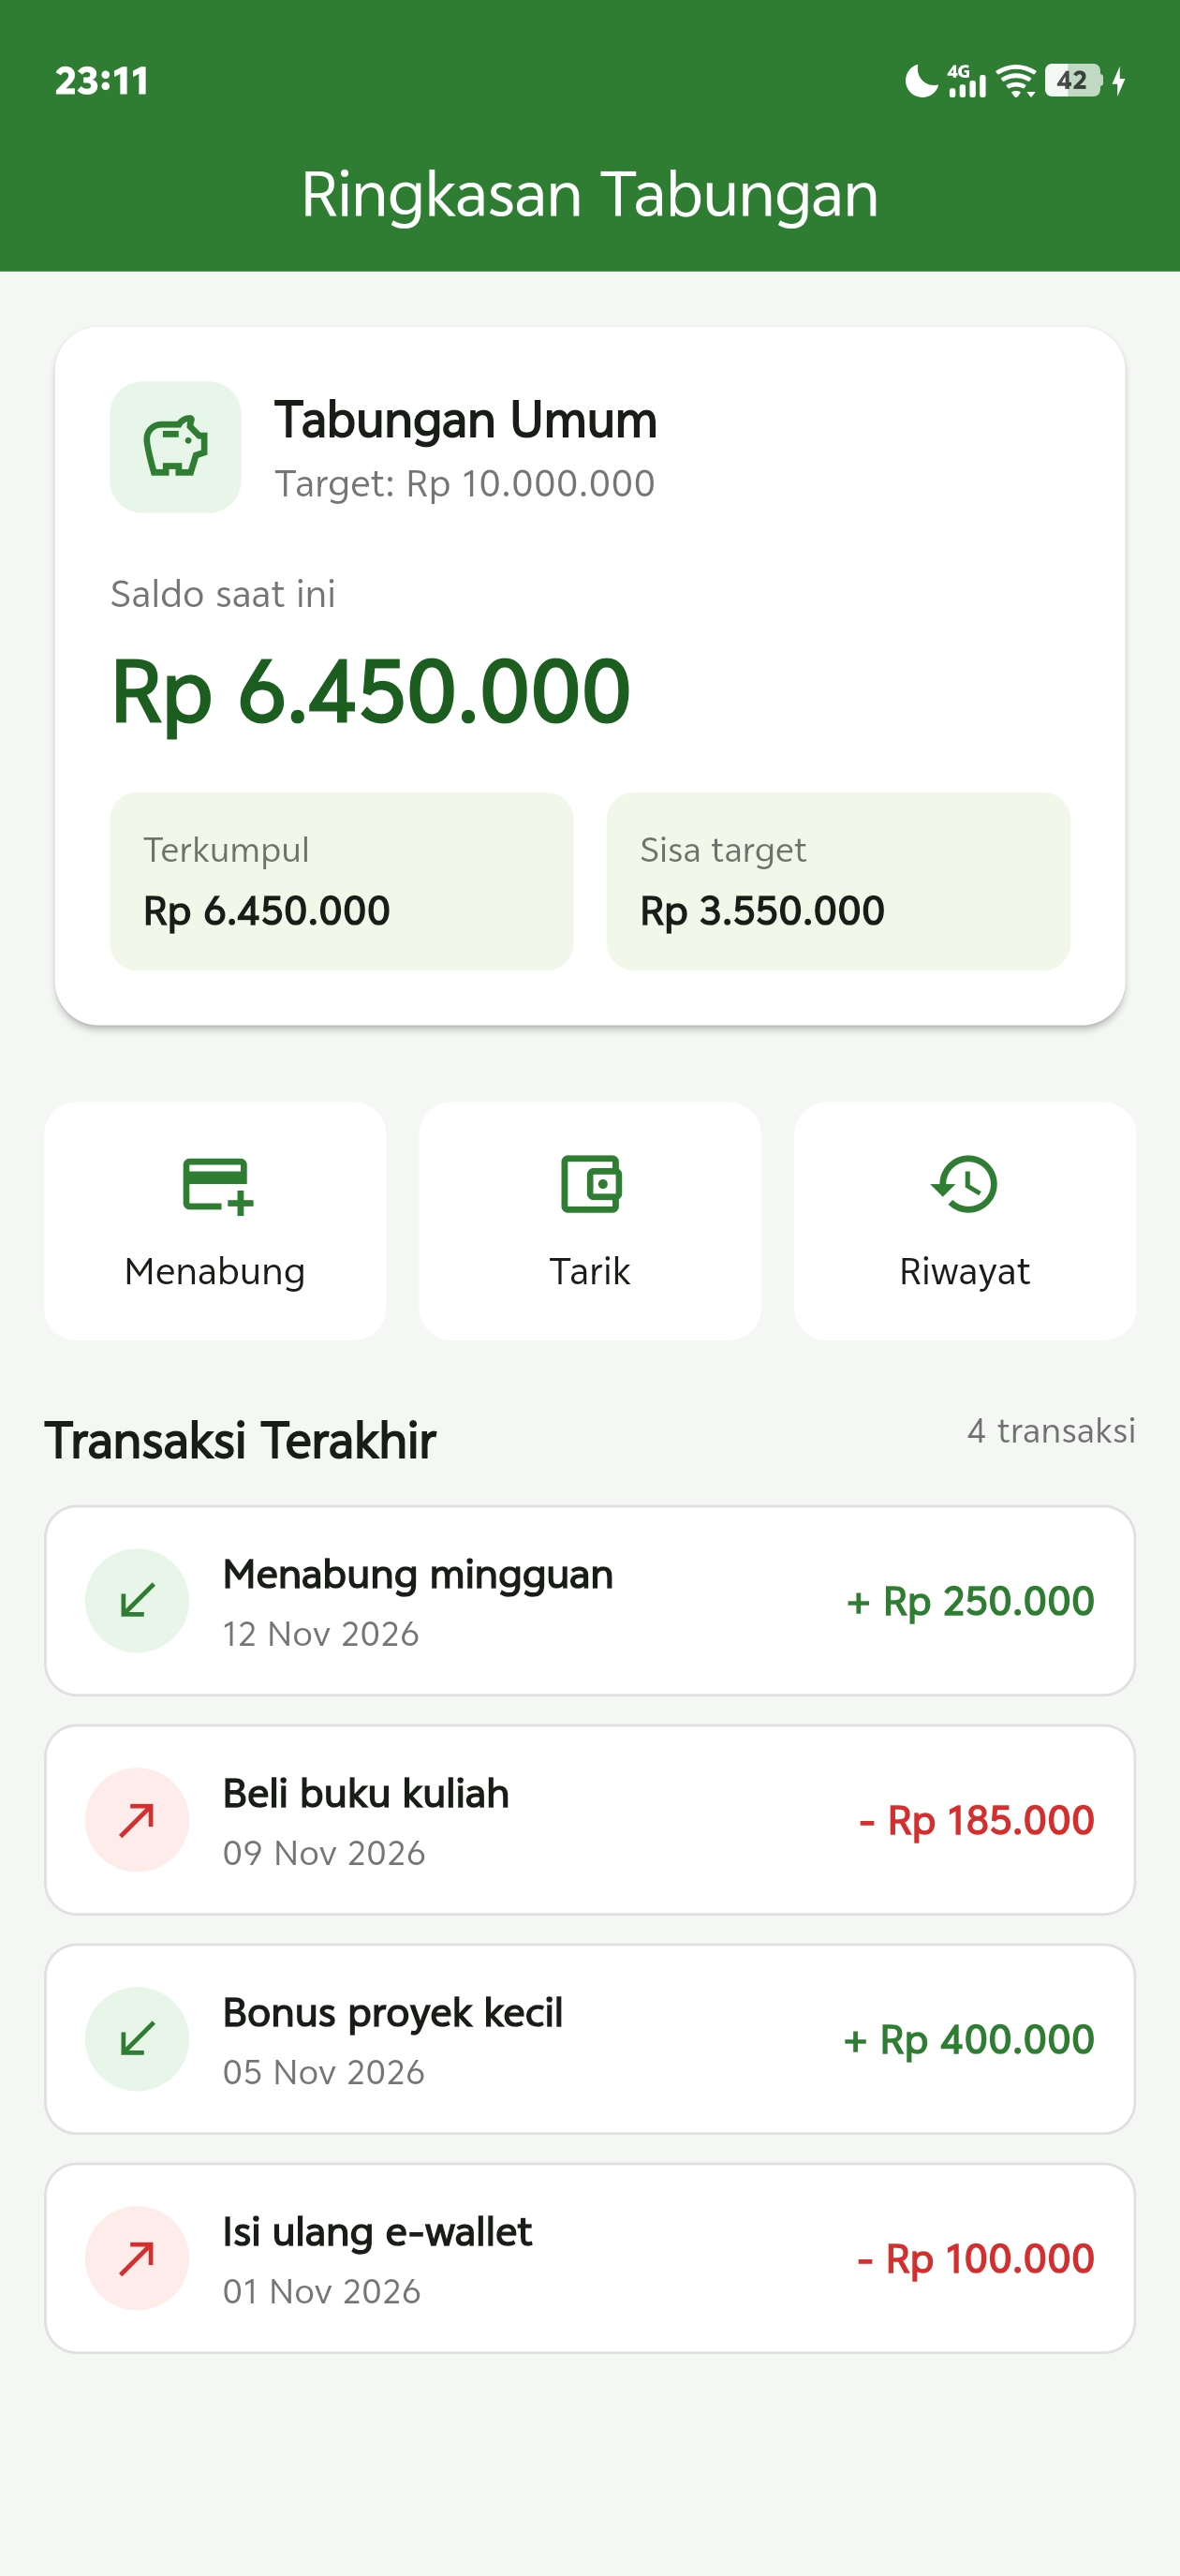 23:11
4G
42
Ringkasan Tabungan
Tabungan Umum
Target: Rp 10.000.000
Saldo saat ini
Rp 6.450.000
Terkumpul
Rp 6.450.000
Sisa target
Rp 3.550.000
Menabung
Tarik
Riwayat
Transaksi Terakhir
4 transaksi
Menabung mingguan
12 Nov 2026
+ Rp 250.000
Beli buku kuliah
09 Nov 2026
- Rp 185.000
Bonus proyek kecil
05 Nov 2026
+ Rp 400.000
Isi ulang e-wallet
01 Nov 2026
- Rp 100.000